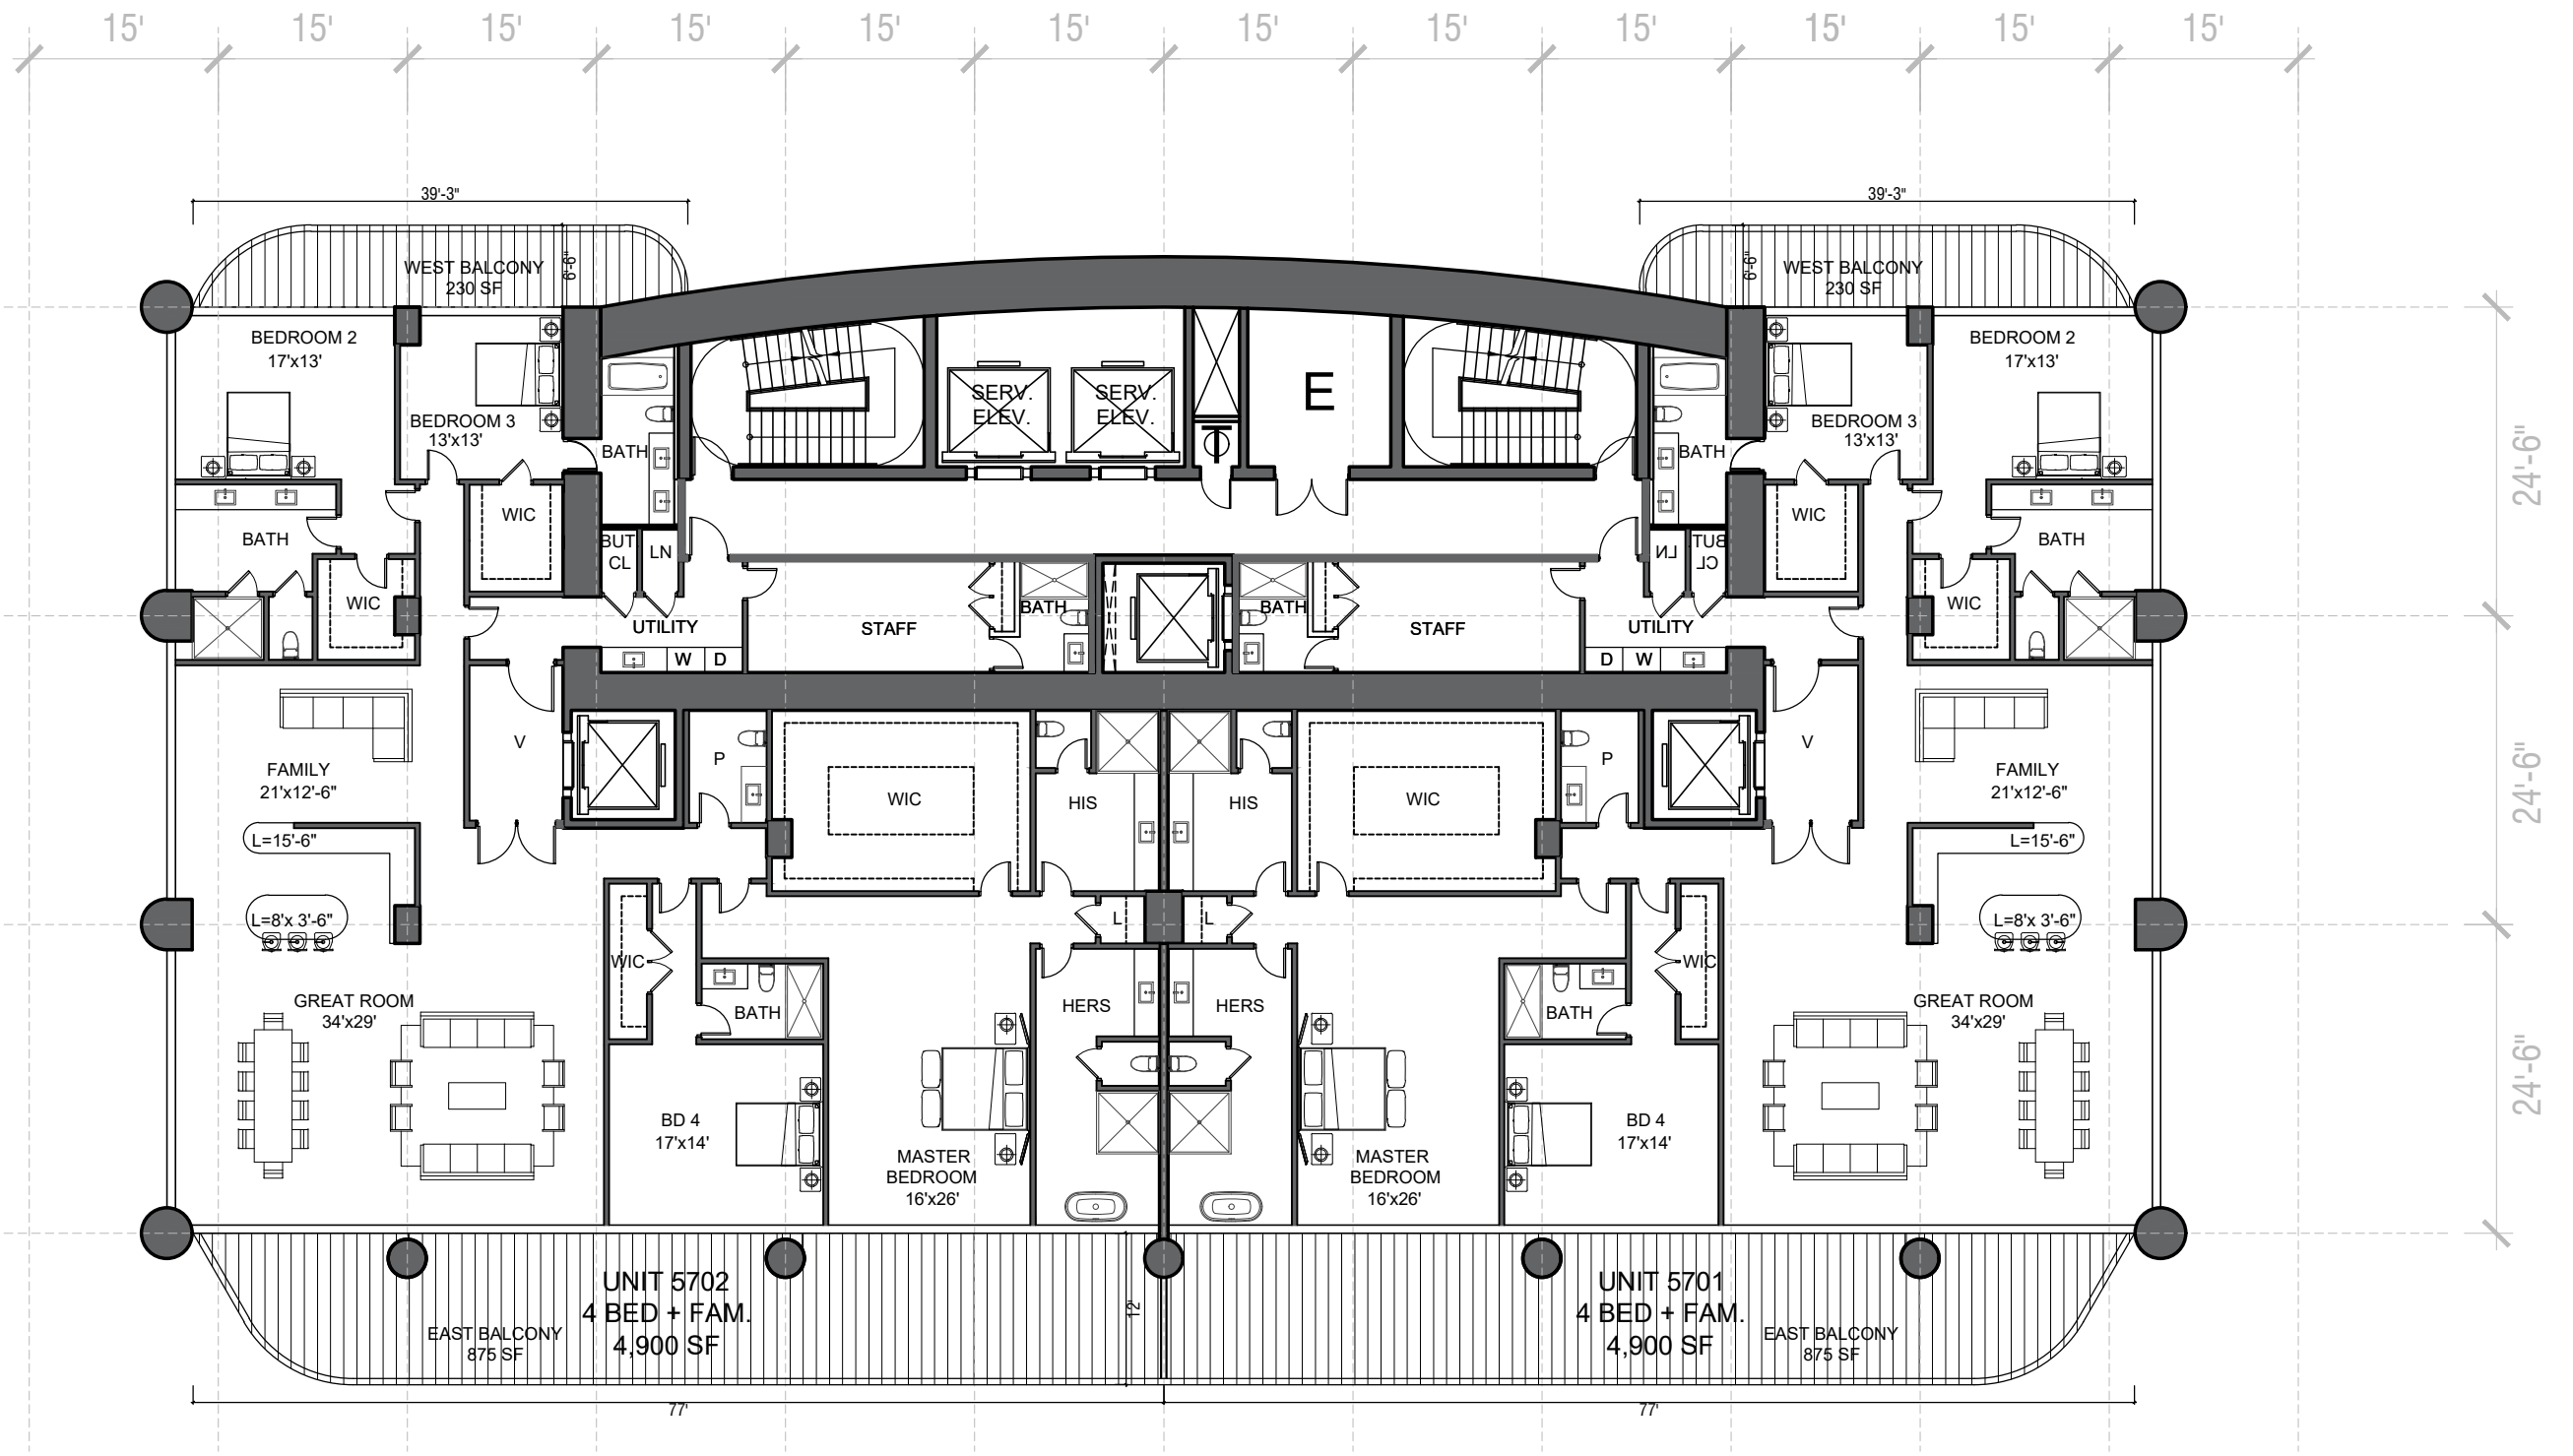 15' 15' 15' 15' 15' 15' 15' 15' 15' 15' 15' 15'
39'-3" 39'-3"
6'-6" 6'-6"
WEST BALCONY
230 SF
WEST BALCONY
230 SF
BEDROOM 2
17'x13'
BEDROOM 3
13'x13'
BATH
SERV.
ELEV.
SERV.
ELEV.
T
E
BATH
BEDROOM 3
13'x13'
BEDROOM 2
17'x13'
24'-6"
BATH
WIC
WIC
BUT
CL
LN
UTILITY
W D
STAFF
BATH
BATH
STAFF
LN
BUT
CL
UTILITY
D W
WIC
WIC
BATH
FAMILY
21'x12'-6"
V
P
WIC
HIS
HIS
WIC
P
V
FAMILY
21'x12'-6"
24'-6"
L=15'-6"
L=15'-6"
L=8'x 3'-6"
L L
L=8'x 3'-6"
WIC
WIC
GREAT ROOM
34'x29'
BATH
HERS
HERS
BATH
GREAT ROOM
34'x29'
24'-6"
BD 4
17'x14'
MASTER
BEDROOM
16'x26'
MASTER
BEDROOM
16'x26'
BD 4
17'x14'
UNIT 5702
4 BED + FAM.
4,900 SF
EAST BALCONY
875 SF
12'
UNIT 5701
4 BED + FAM.
4,900 SF
EAST BALCONY
875 SF
77' 77'